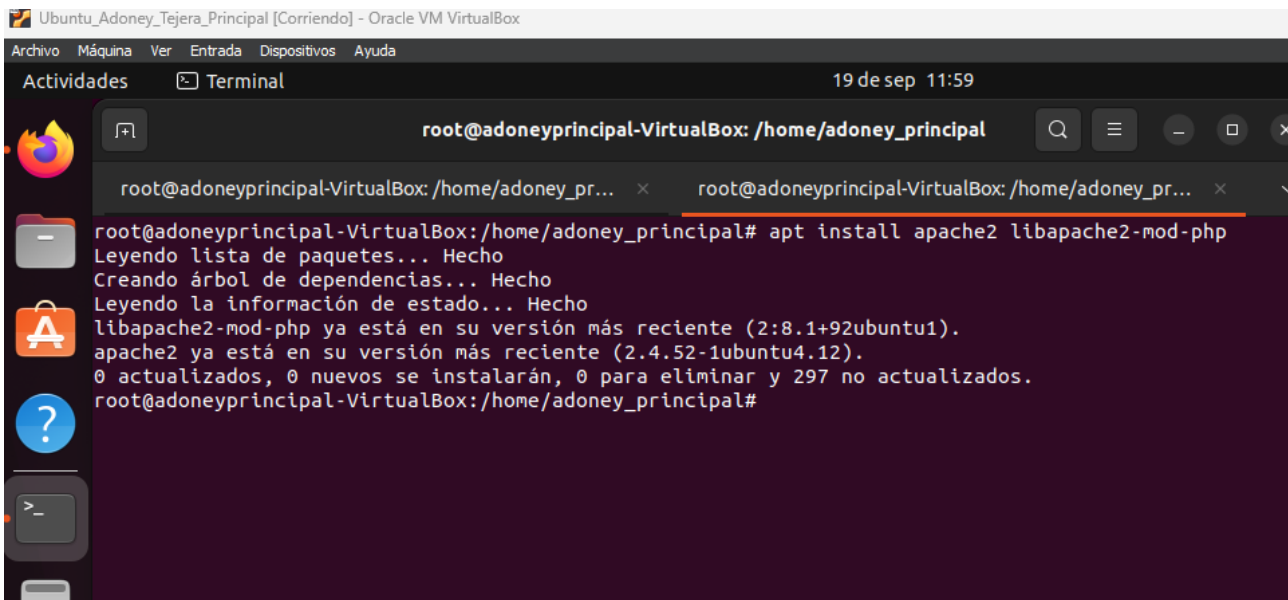 Ubuntu_Adoney_Tejera_Principal [Corriendo] - Oracle VM VirtualBox
Archivo Máquina Ver Entrada Dispositivos Ayuda
Actividades Terminal 19 de sep 11:59
root@adoneyprincipal-VirtualBox: /home/adoney_principal
root@adoneyprincipal-VirtualBox: /home/adoney_pr... × root@adoneyprincipal-VirtualBox: /home/adoney_pr... ×
root@adoneyprincipal-VirtualBox:/home/adoney_principal# apt install apache2 libapache2-mod-php
Leyendo lista de paquetes... Hecho
Creando árbol de dependencias... Hecho
Leyendo la información de estado... Hecho
libapache2-mod-php ya está en su versión más reciente (2:8.1+92ubuntu1).
apache2 ya está en su versión más reciente (2.4.52-1ubuntu4.12).
0 actualizados, 0 nuevos se instalarán, 0 para eliminar y 297 no actualizados.
root@adoneyprincipal-VirtualBox:/home/adoney_principal#